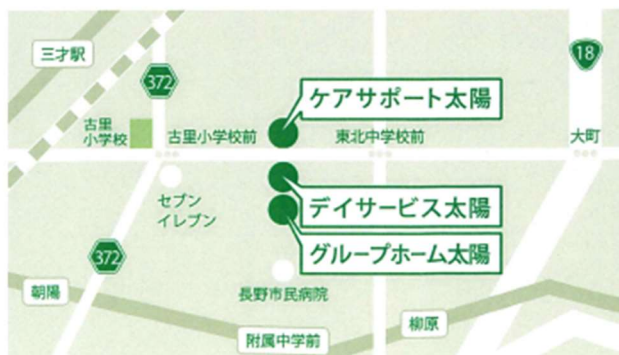 三才駅
372
18
ケアサポート太陽
古里
小学校
古里小学校前
東北中学校前
大町
セブン
イレブン
デイサービス太陽
グループホーム太陽
372
朝陽
長野市民病院
附属中学前
柳原